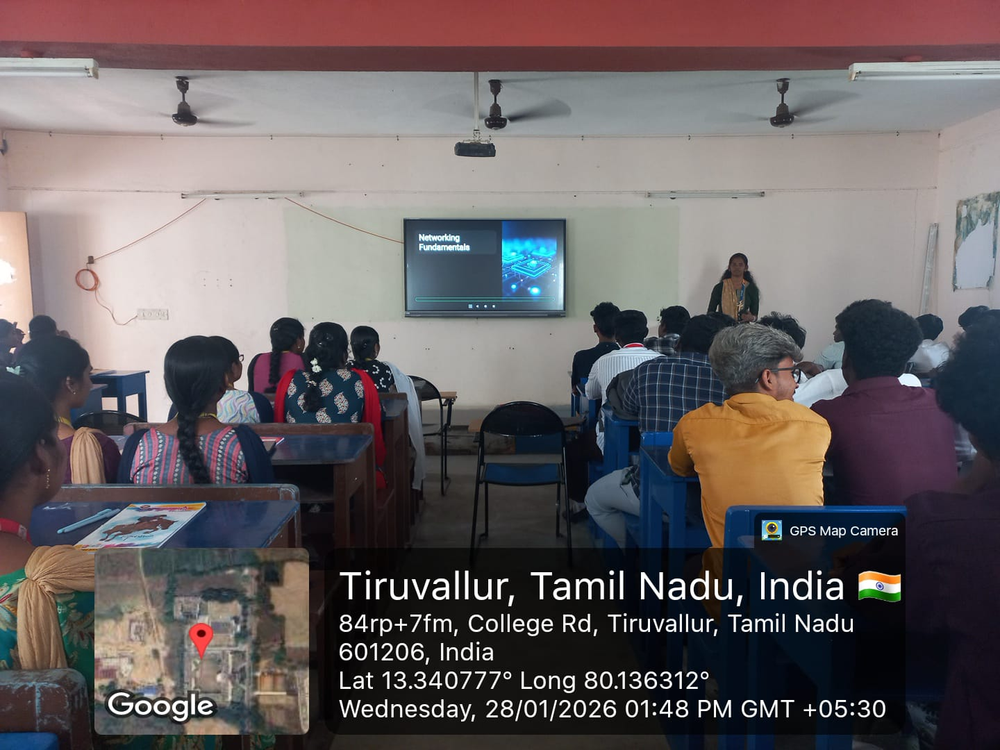 Networking
Fundamentals
GPS Map Camera
Tiruvallur, Tamil Nadu, India
84rp+7fm, College Rd, Tiruvallur, Tamil Nadu
601206, India
Lat 13.340777° Long 80.136312°
Wednesday, 28/01/2026 01:48 PM GMT +05:30
Google